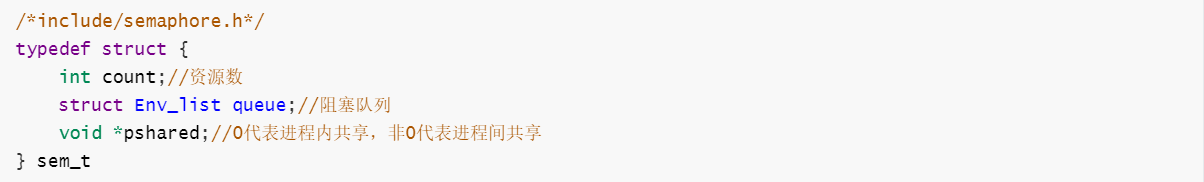 /*include/semaphore.h*/
typedef struct {
    int count;//资源数
    struct Env_list queue;//阻塞队列
    void *pshared;//0代表进程内共享，非0代表进程间共享
} sem_t